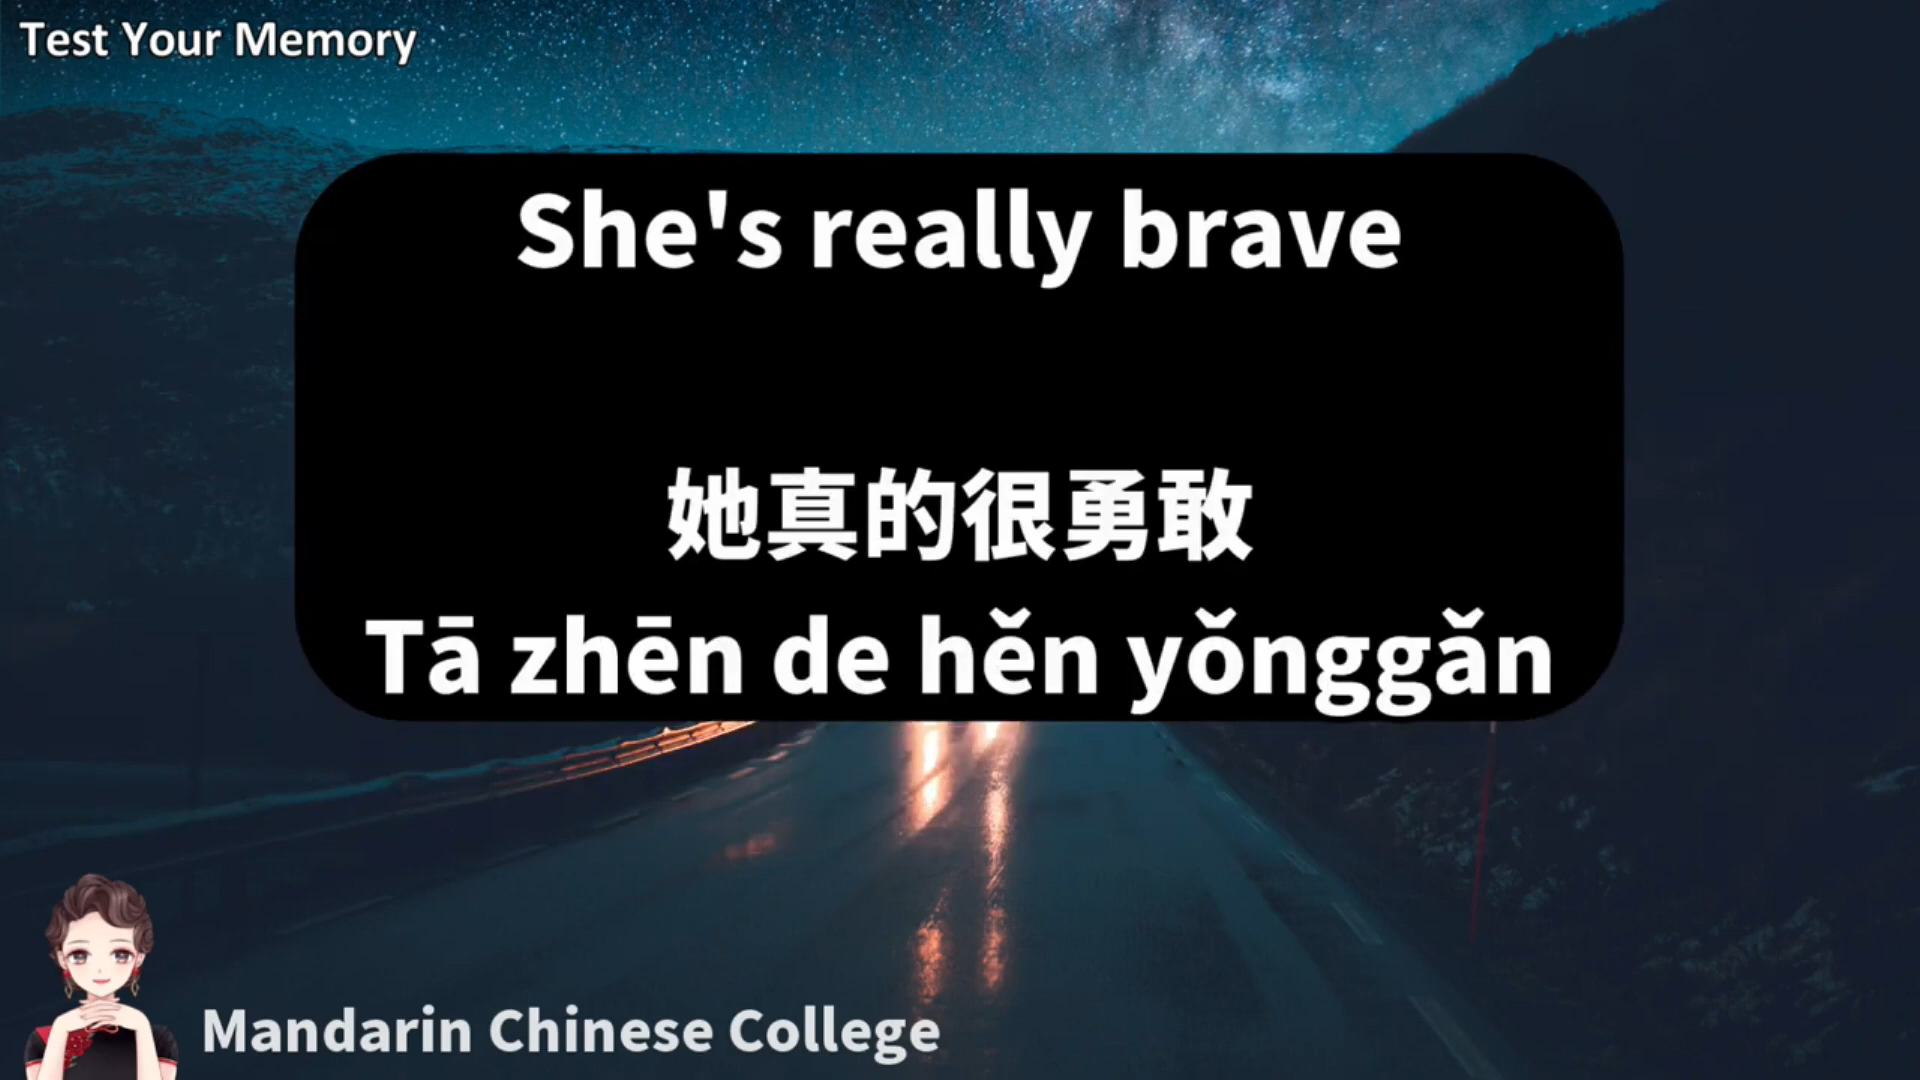 Test Your Memory
She's really brave
她真的很勇敢
Tā zhēn de hěn yǒnggǎn
Mandarin Chinese College